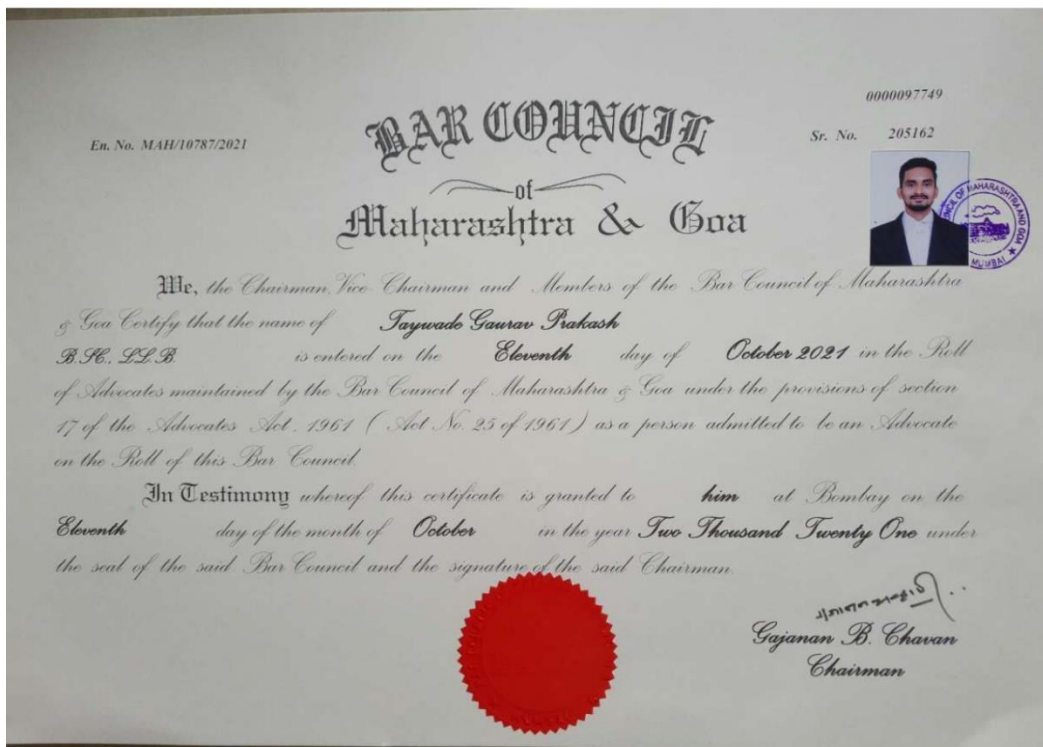 0000097749
En. No. MAH/10787/2021
Sr. No. 205162
BAR COUNCIL
of
Maharashtra & Goa
COUNCIL OF MAHARASHTRA AND GOA ★ MUMBAI
We, the Chairman, Vice-Chairman and Members of the Bar Council of Maharashtra
& Goa Certify that the name of Taywade Gaurav Prakash
B.SC., LL.B. is entered on the Eleventh day of October 2021 in the Roll
of Advocates maintained by the Bar Council of Maharashtra & Goa under the provisions of section
17 of the Advocates Act, 1961 ( Act No. 25 of 1961 ) as a person admitted to be an Advocate
on the Roll of this Bar Council.
In Testimony whereof this certificate is granted to him at Bombay on the
Eleventh day of the month of October in the year Two Thousand Twenty One under
the seal of the said Bar Council and the signature of the said Chairman.
Gajanan B. Chavan
Chairman